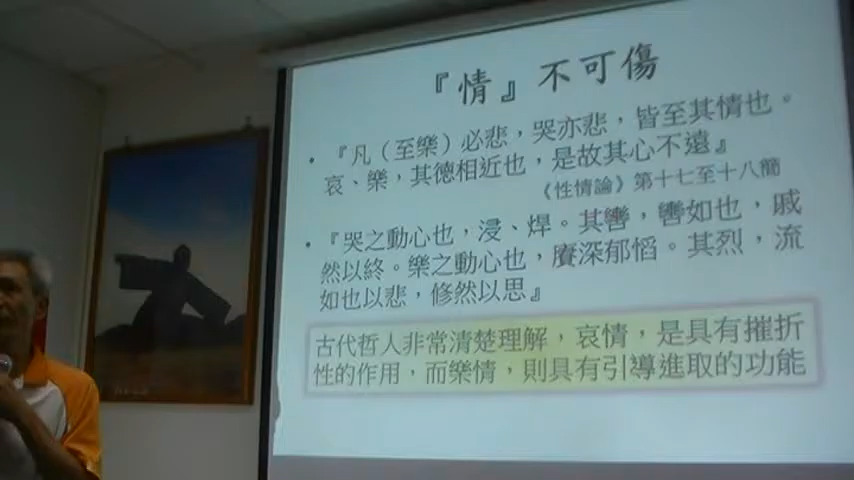 『情』不可傷
•『凡（至樂）必悲，哭亦悲，皆至其情也。
哀、樂，其德相近也，是故其心不遠』
《性情論》第十七至十八簡
•『哭之動心也，浸、焊。其轡，轡如也，戚
然以終。樂之動心也，賡深郁慆。其烈，流
如也以悲，修然以思』
古代哲人非常清楚理解，哀情，是具有摧折
性的作用，而樂情，則具有引導進取的功能